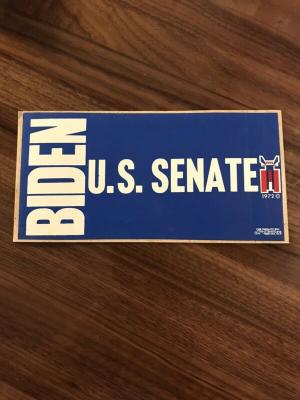 BIDEN
U.S. SENATE
1972 ©